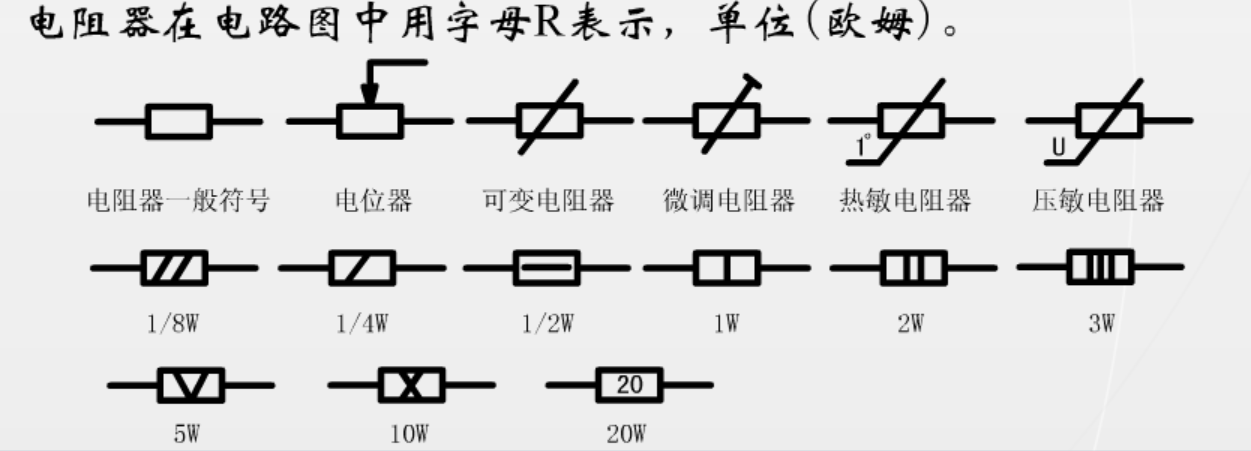 电阻器在电路图中用字母R表示，单位(欧姆)。
1° U
电阻器一般符号 电位器 可变电阻器 微调电阻器 热敏电阻器 压敏电阻器
1/8W 1/4W 1/2W 1W 2W 3W
20
5W 10W 20W